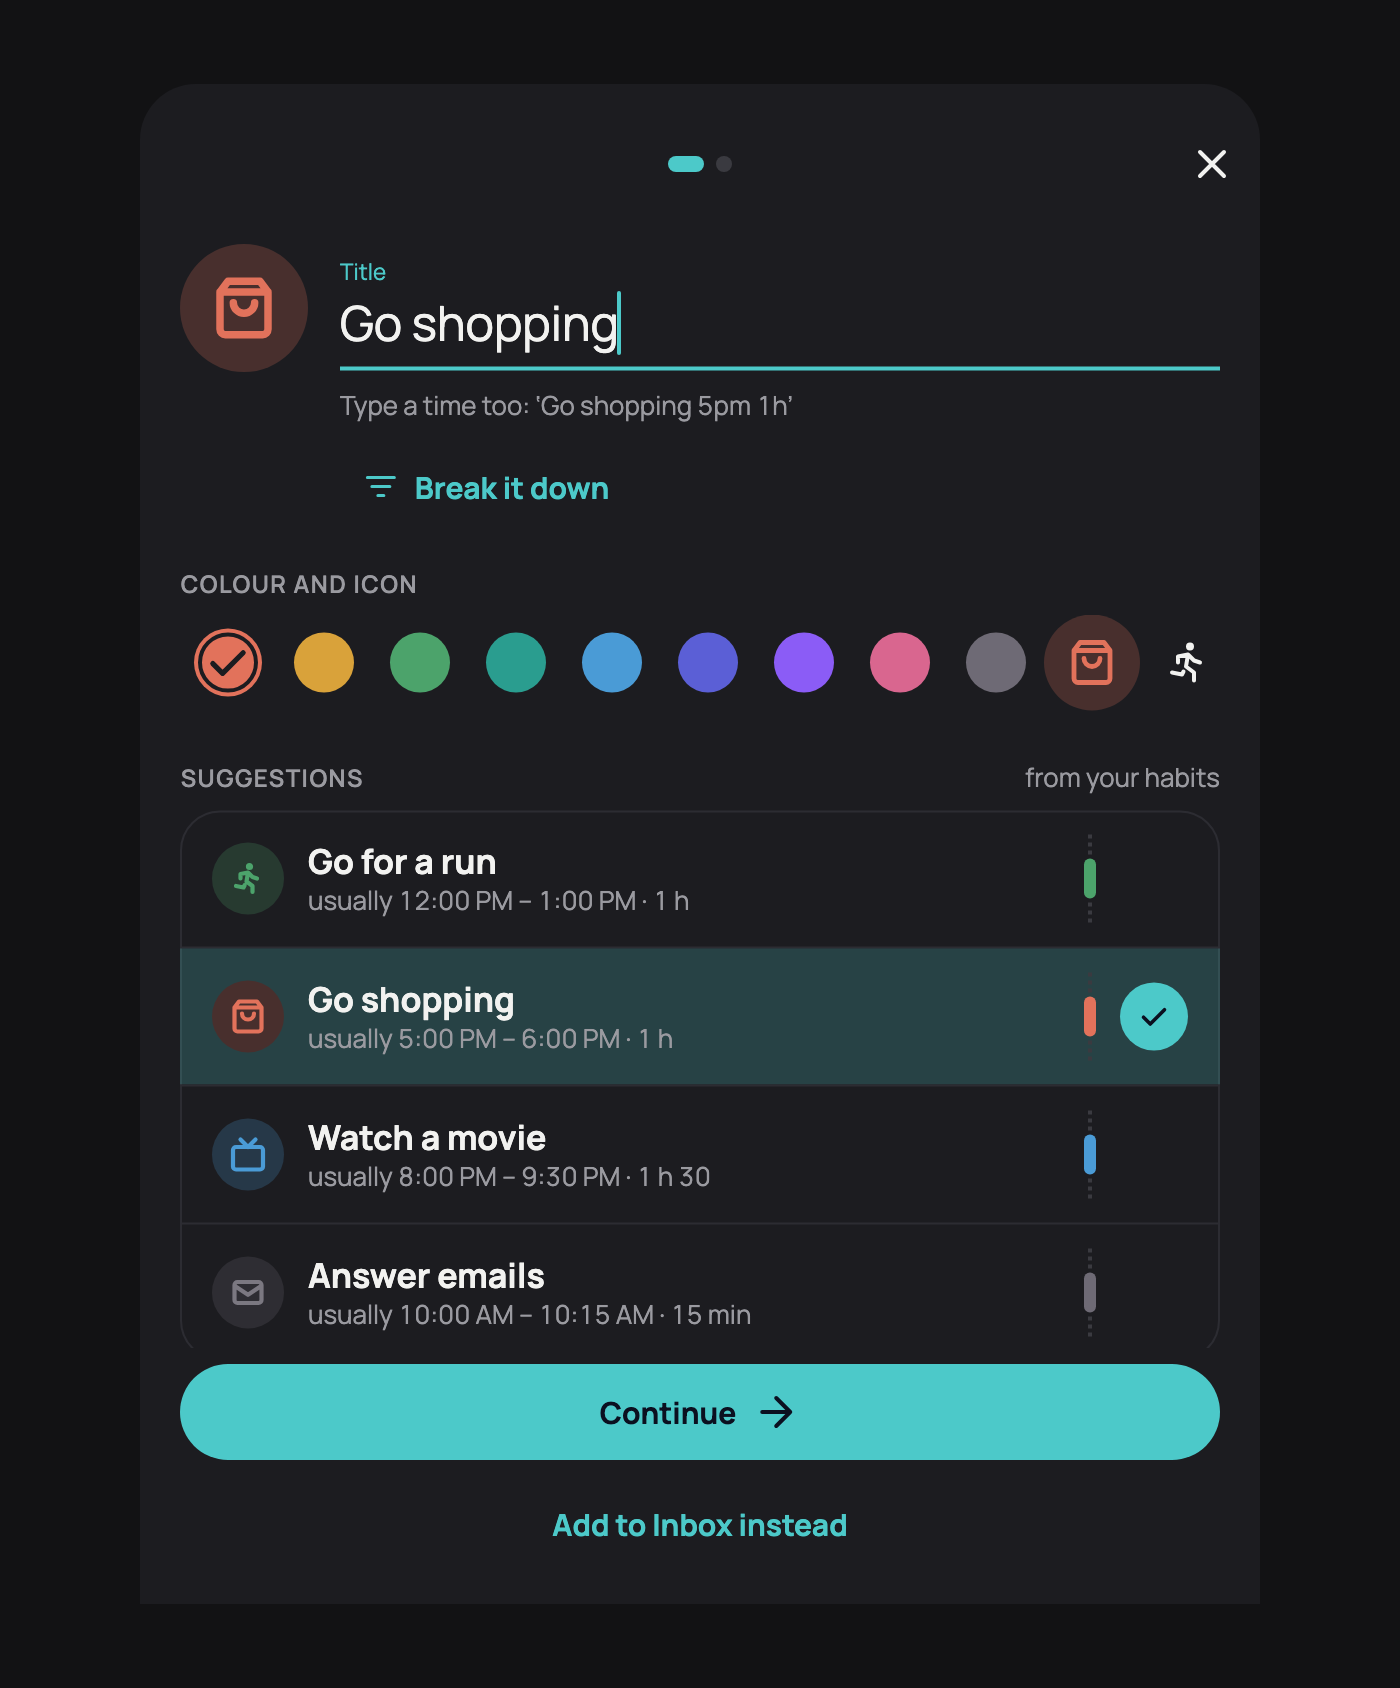 Title
Go shopping
Type a time too: ‘Go shopping 5pm 1h’
Break it down
COLOUR AND ICON
SUGGESTIONS
from your habits
Go for a run
usually 12:00 PM – 1:00 PM · 1 h
Go shopping
usually 5:00 PM – 6:00 PM · 1 h
Watch a movie
usually 8:00 PM – 9:30 PM · 1 h 30
Answer emails
usually 10:00 AM – 10:15 AM · 15 min
Continue
Add to Inbox instead